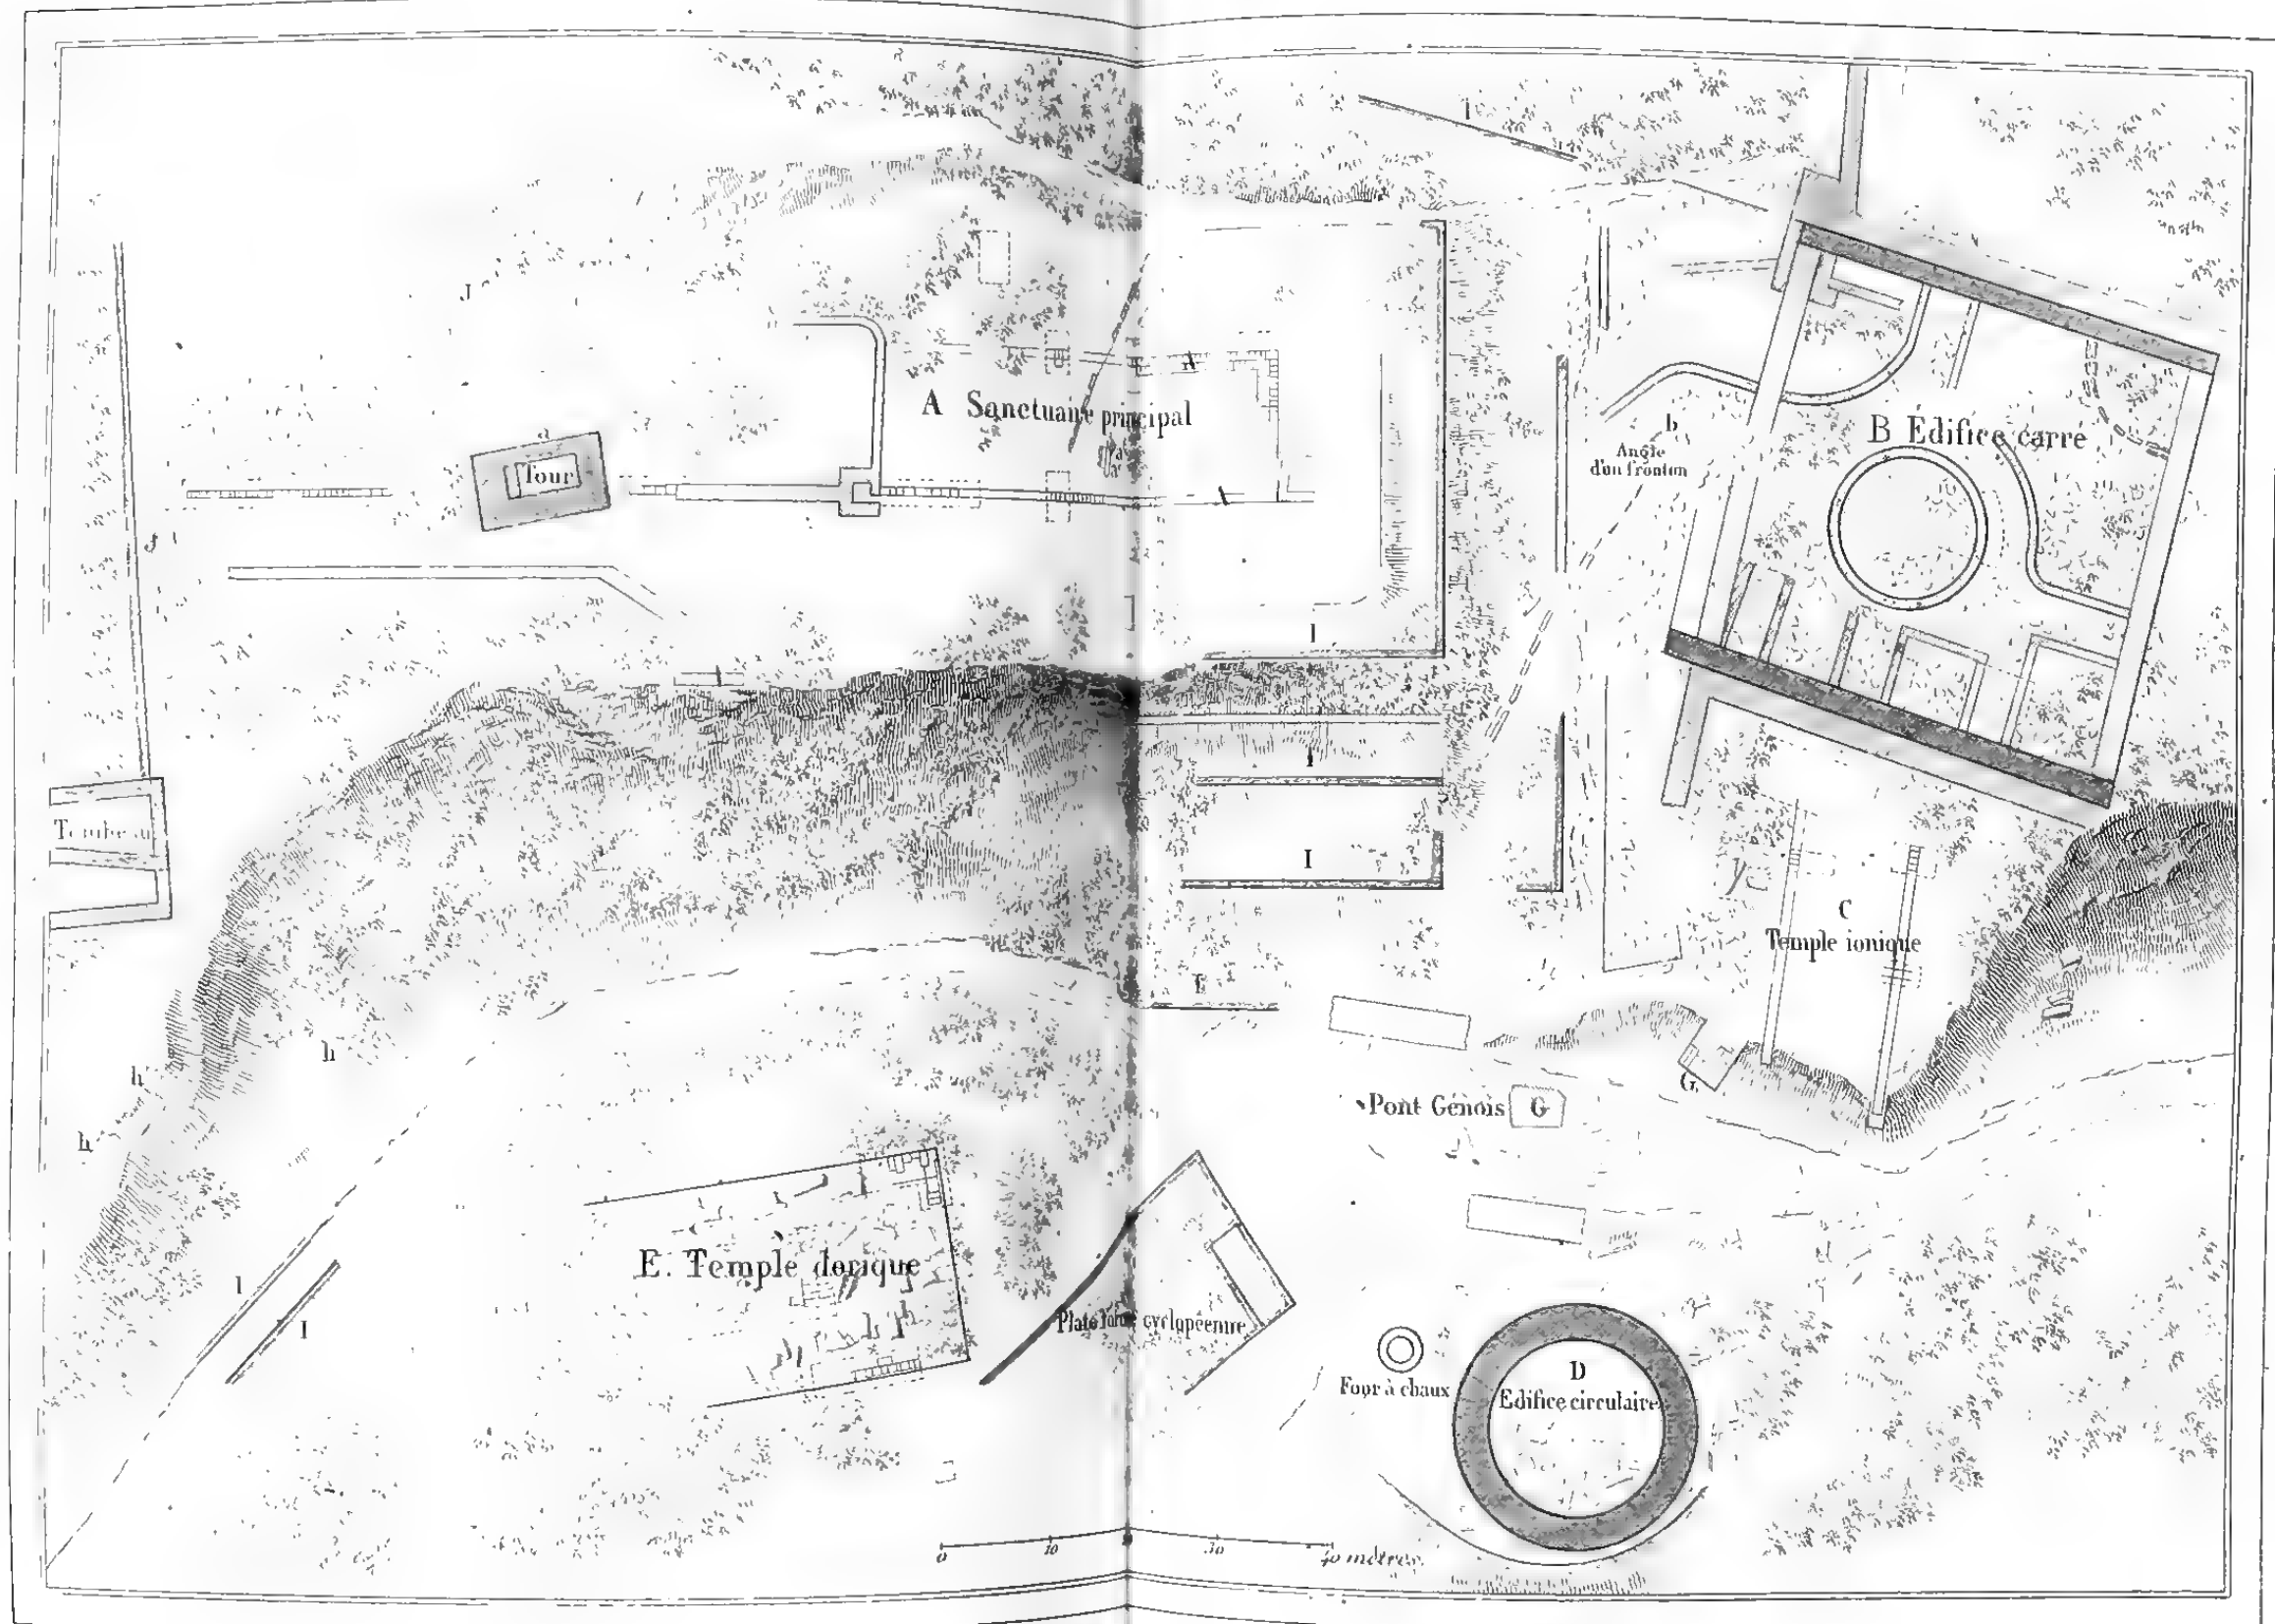 I
J
A
A Sanctuaire principal
a
a'
d
Tour
A
b
Angle
d'un fronton
B Edifice carré
J
I
I
I
Tombeau
I
C
Temple ionique
h
h
h
G
Pont Génois G
E. Temple dorique
I
I
Plate forme cyclopéenne
Four à chaux
D
Edifice circulaire
0 10 30 40 mètres.